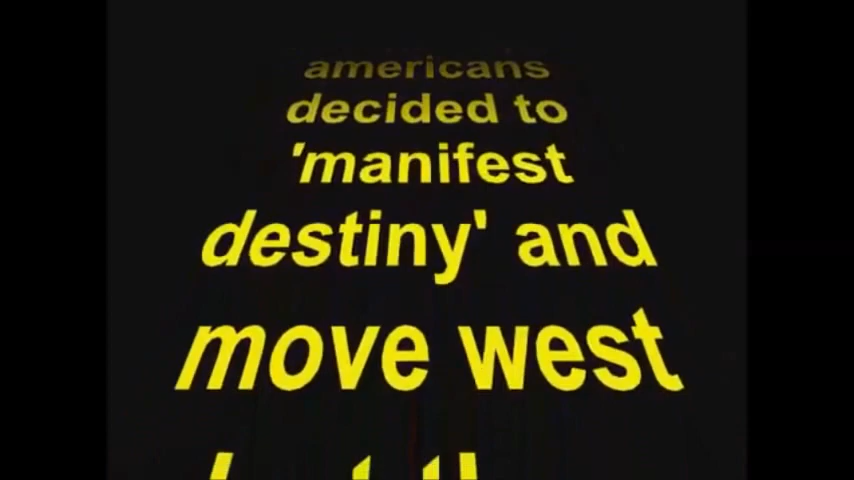 americans
decided to
'manifest
destiny' and
move west